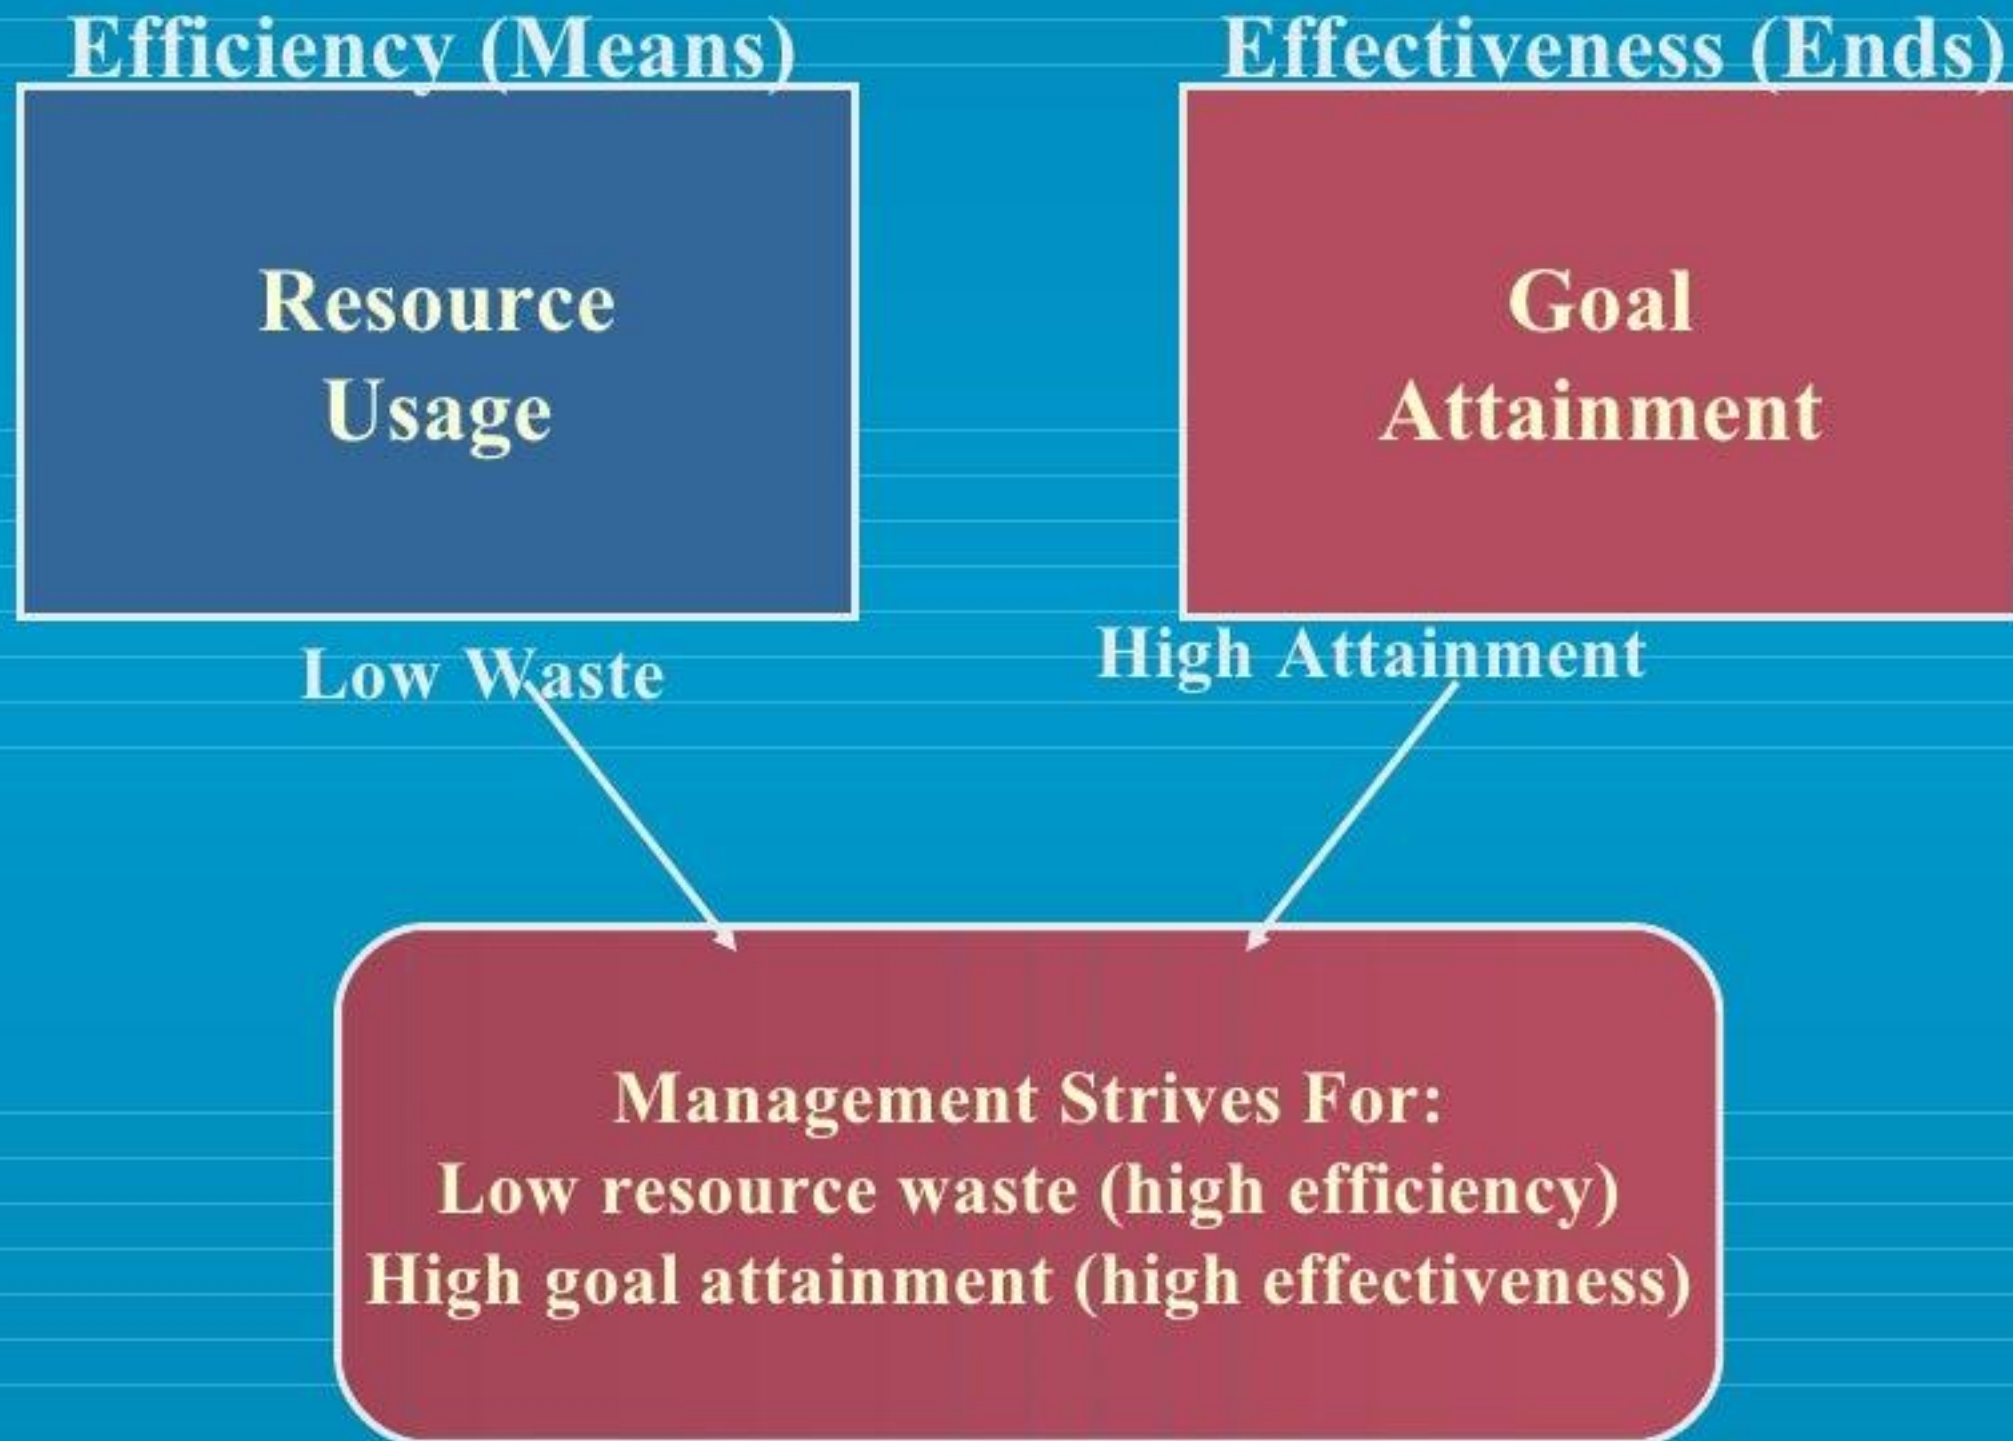 Efficiency (Means)
Effectiveness (Ends)
Resource
Usage
Goal
Attainment
Low Waste
High Attainment
Management Strives For:
Low resource waste (high efficiency)
High goal attainment (high effectiveness)